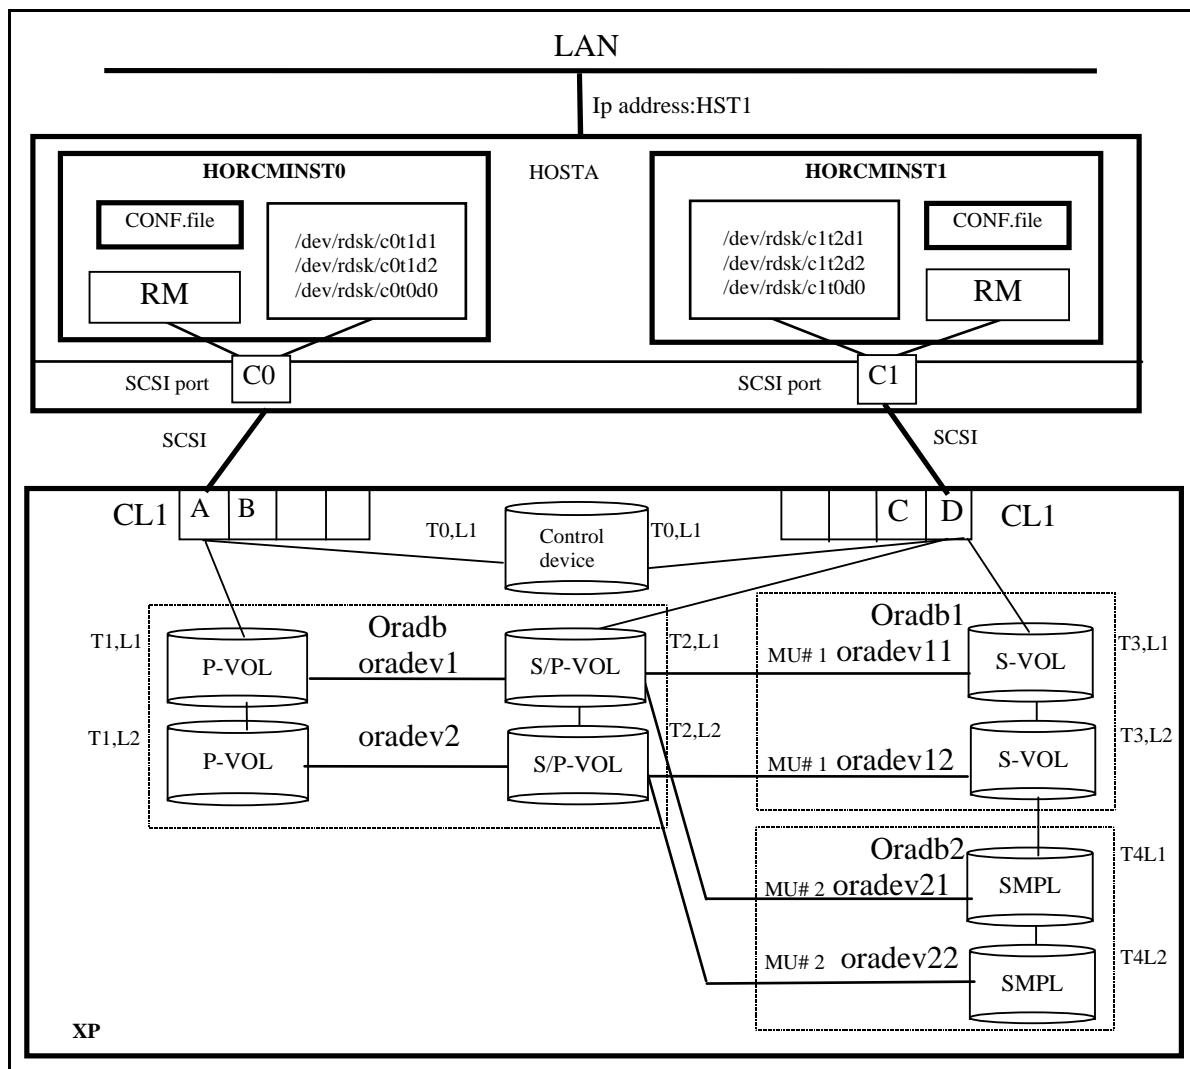 LAN
Ip address:HST1
HORCMINST0
HOSTA
HORCMINST1
CONF.file
/dev/rdsk/c0t1d1
/dev/rdsk/c0t1d2
/dev/rdsk/c0t0d0
RM
/dev/rdsk/c1t2d1
/dev/rdsk/c1t2d2
/dev/rdsk/c1t0d0
CONF.file
RM
SCSI port
C0
SCSI port
C1
SCSI
SCSI
CL1
A
B
T0,L1
Control
device
T0,L1
C
D
CL1
T1,L1
P-VOL
Oradb
oradev1
S/P-VOL
T2,L1
Oradb1
MU# 1 oradev11
S-VOL
T3,L1
T1,L2
P-VOL
oradev2
S/P-VOL
T2,L2
MU# 1 oradev12
S-VOL
T3,L2
Oradb2
MU# 2 oradev21
SMPL
T4L1
MU# 2 oradev22
SMPL
T4L2
XP